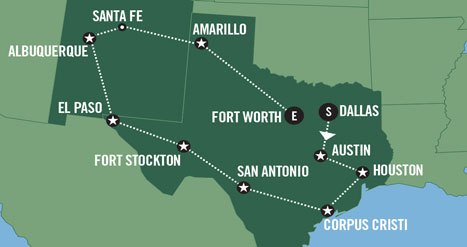 SANTA FE
AMARILLO
ALBUQUERQUE
EL PASO
FORT WORTH E
S DALLAS
AUSTIN
FORT STOCKTON
SAN ANTONIO
HOUSTON
CORPUS CRISTI